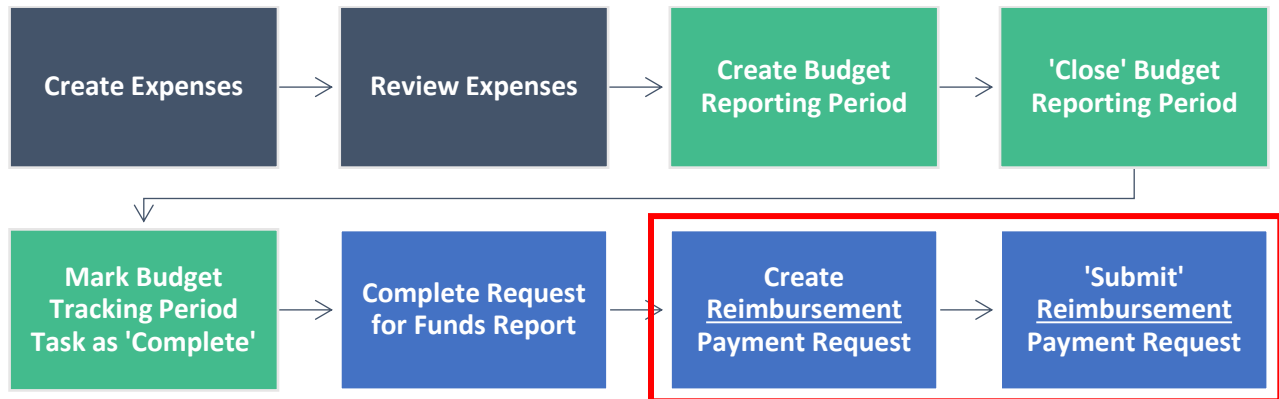 Create Expenses
Review Expenses
Create Budget
Reporting Period
'Close' Budget
Reporting Period
Mark Budget
Tracking Period
Task as 'Complete'
Complete Request
for Funds Report
Create
Reimbursement
Payment Request
'Submit'
Reimbursement
Payment Request